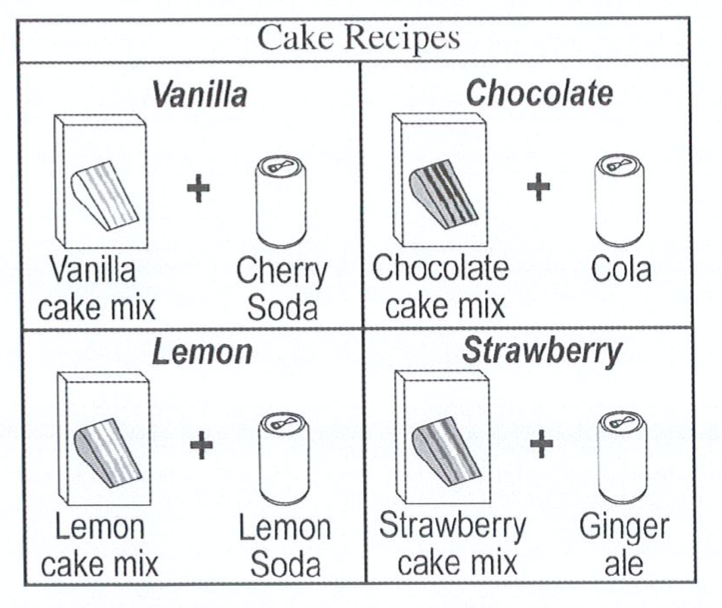 Cake Recipes
Vanilla
+
Vanilla
cake mix
Cherry
Soda
Chocolate
+
Chocolate
cake mix
Cola
Lemon
+
Lemon
cake mix
Lemon
Soda
Strawberry
+
Strawberry
cake mix
Ginger
ale